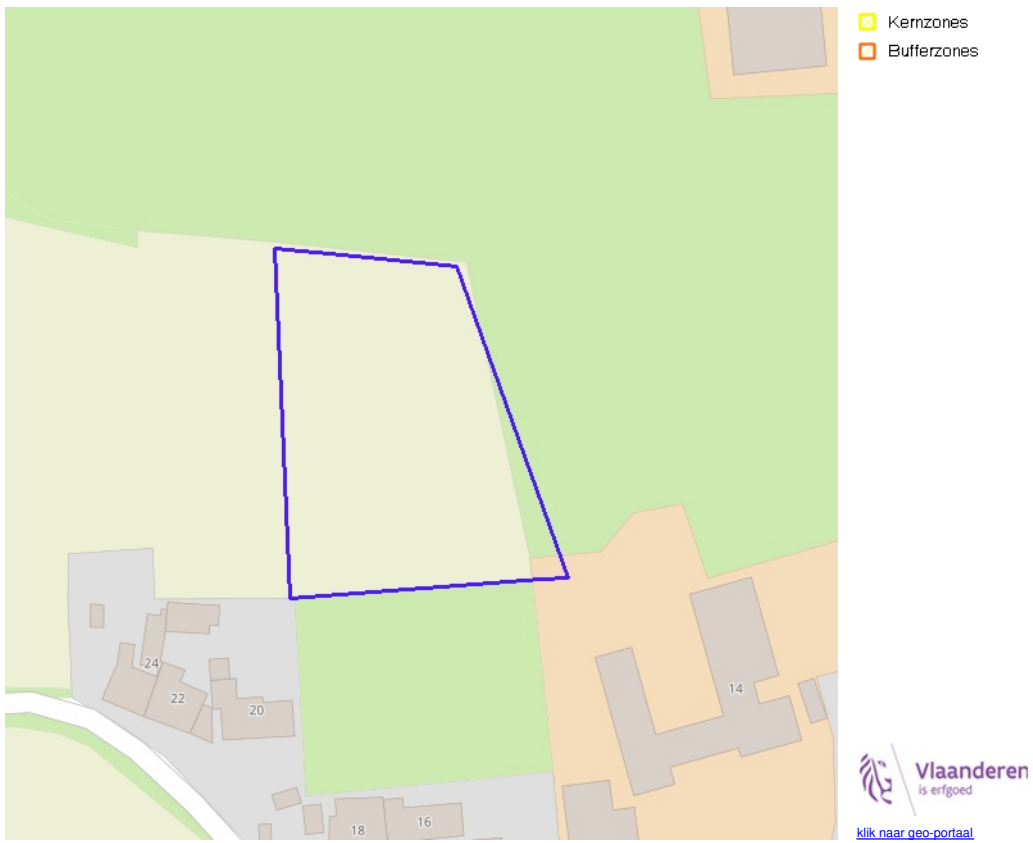 Kernzones
Bufferzones
24
22
20
14
18
16
Vlaanderen
is erfgoed
klik naar geo-portaal